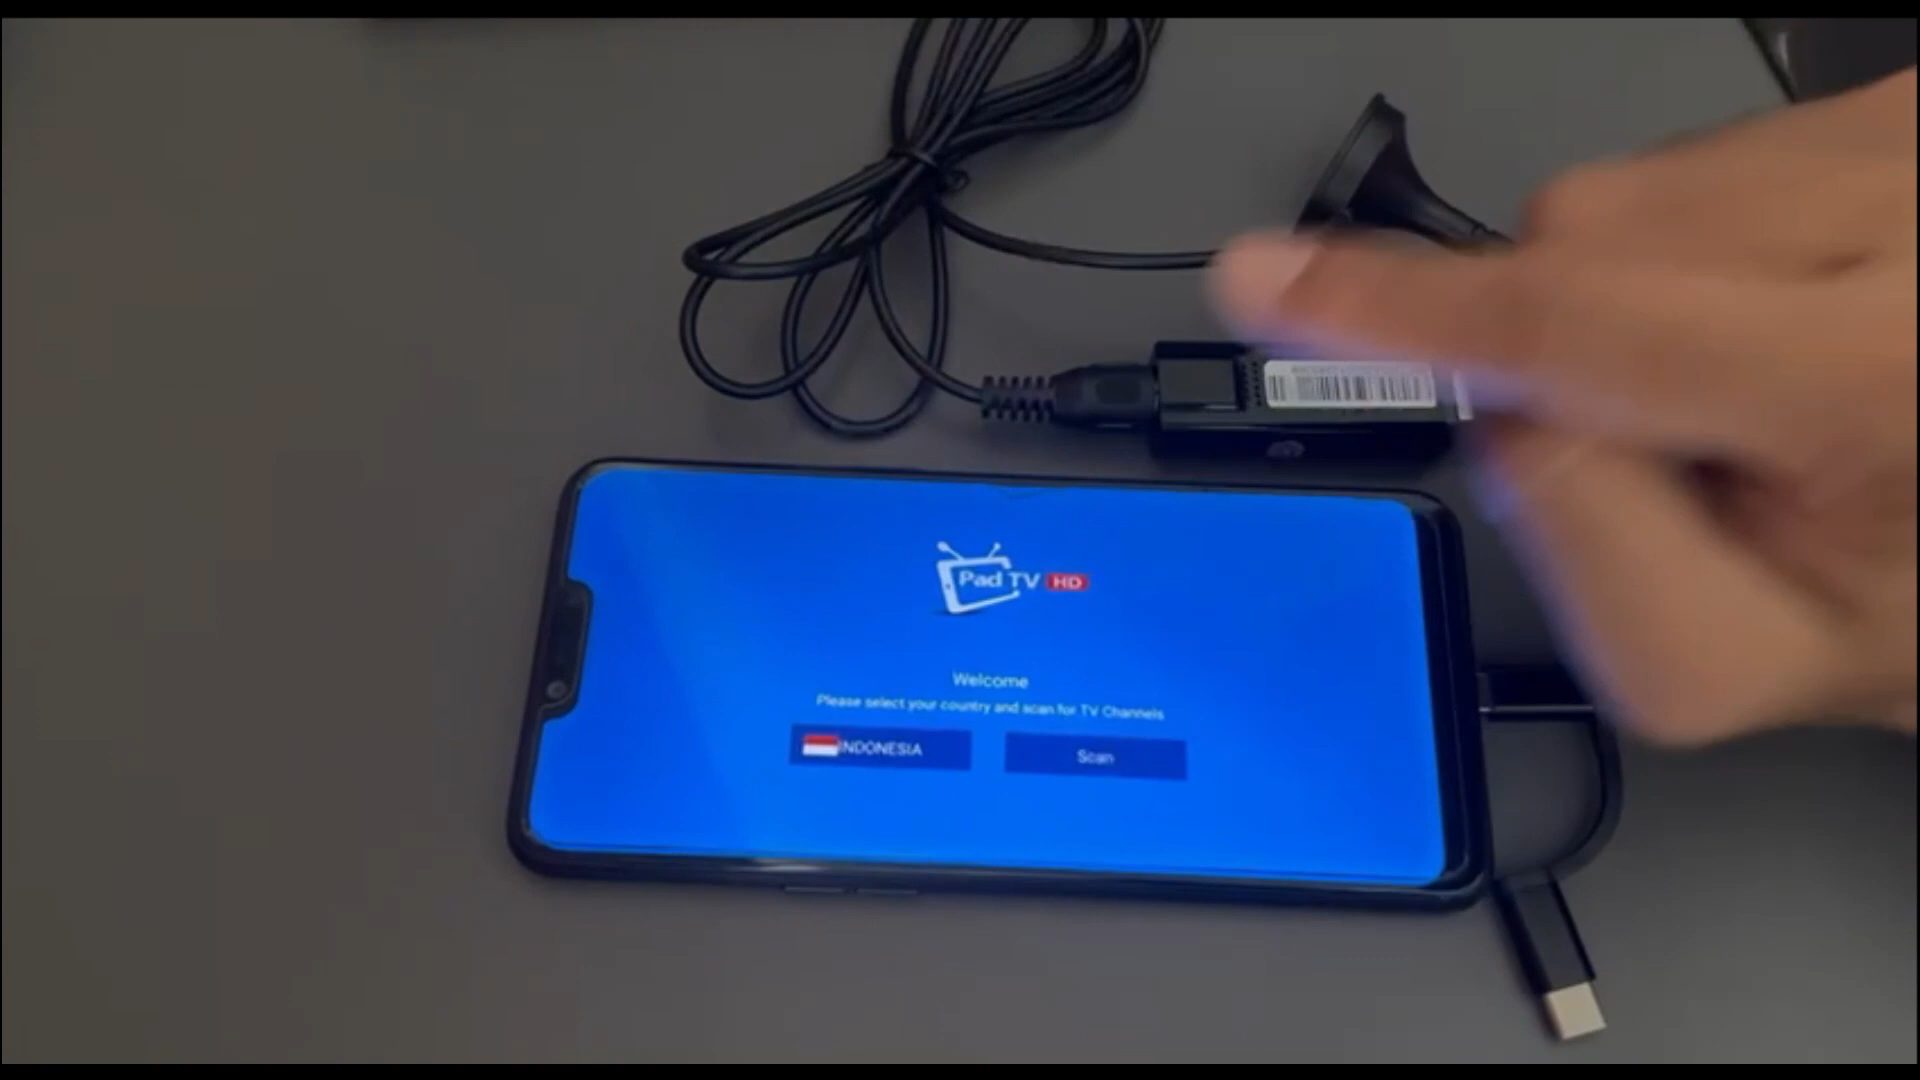 Pad TV HD
Welcome
Please select your country and scan for TV Channels
INDONESIA
Scan